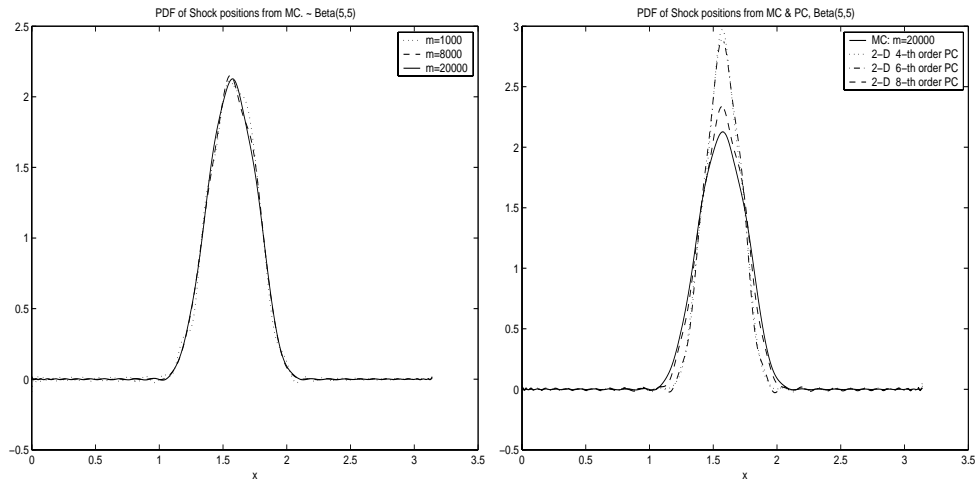 PDF of Shock positions from MC. ~ Beta(5,5)
2.5
2
1.5
1
0.5
0
−0.5
0
0.5
1
1.5
2
2.5
3
3.5
x
m=1000
m=8000
m=20000
PDF of Shock positions from MC & PC, Beta(5,5)
3
2.5
2
1.5
1
0.5
0
−0.5
0
0.5
1
1.5
2
2.5
3
3.5
x
MC: m=20000
2−D 4−th order PC
2−D 6−th order PC
2−D 8−th order PC